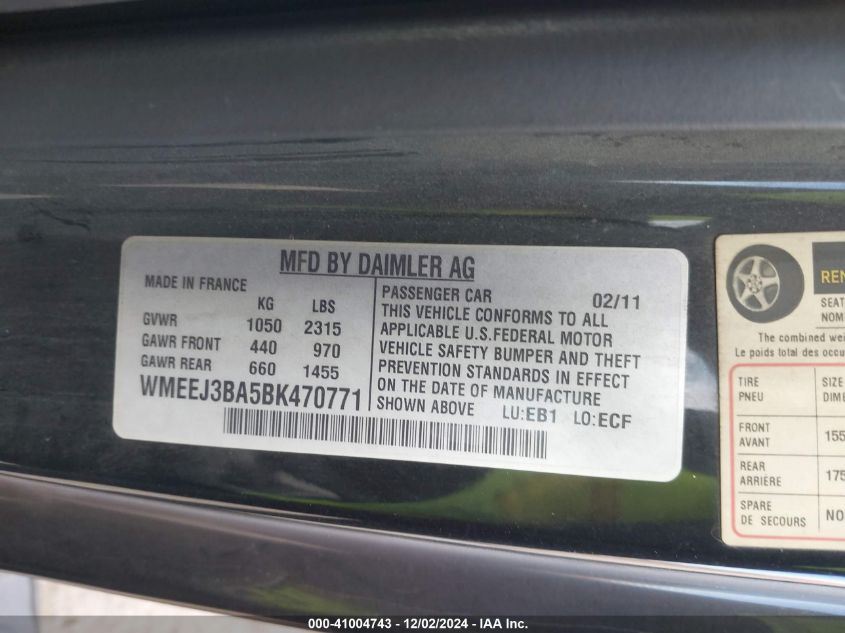 MFD BY DAIMLER AG
MADE IN FRANCE
KG LBS
GVWR 1050 2315
GAWR FRONT 440 970
GAWR REAR 660 1455
WMEEJ3BA5BK470771
PASSENGER CAR 02/11
THIS VEHICLE CONFORMS TO ALL
APPLICABLE U.S.FEDERAL MOTOR
VEHICLE SAFETY BUMPER AND THEFT
PREVENTION STANDARDS IN EFFECT
ON THE DATE OF MANUFACTURE
SHOWN ABOVE LU:EB1 LO:ECF
REN
SEAT
NOM
The combined wei
Le poids total des occu
TIRE SIZE
PNEU DIME
FRONT
AVANT 155
REAR
ARRIÈRE 175
SPARE
DE SECOURS NO
000-41004743 - 12/02/2024 - IAA Inc.